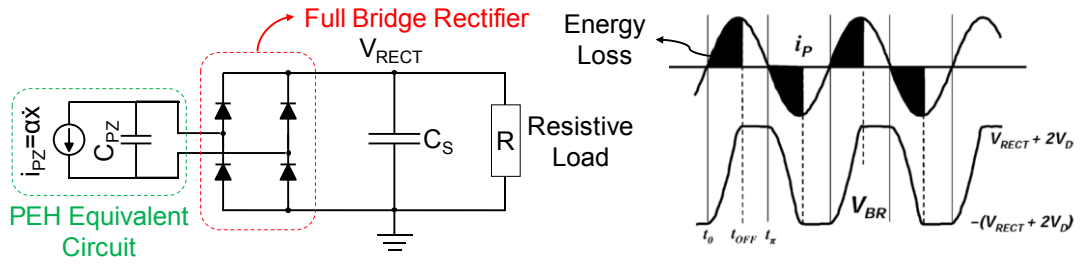 Full Bridge Rectifier
V_RECT
i_PZ=αẋ
C_PZ
C_S
R
Resistive
Load
PEH Equivalent
Circuit
Energy
Loss
i_P
V_RECT + 2V_D
V_BR
t_0 t_OFF t_π
−(V_RECT + 2V_D)